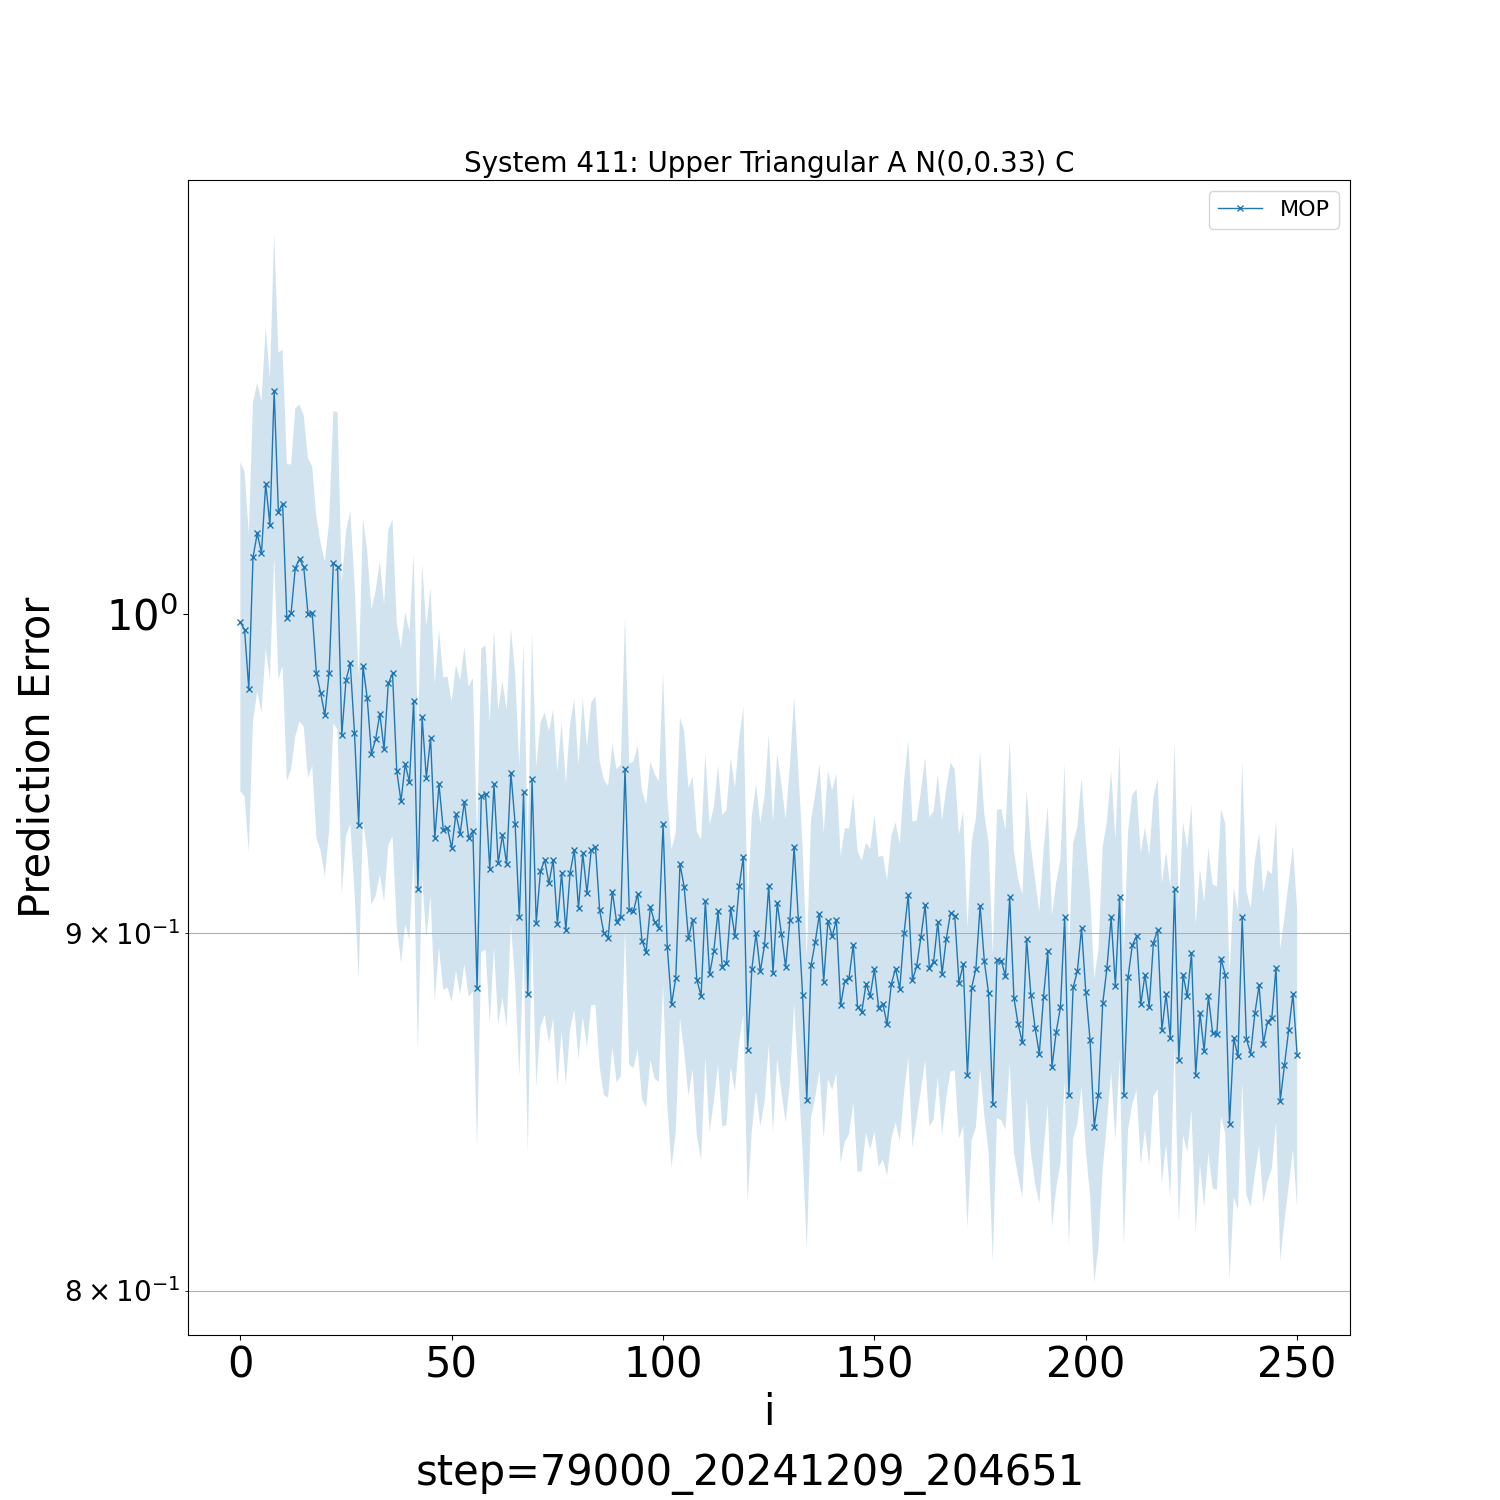 System 411: Upper Triangular A N(0,0.33) C
MOP
Prediction Error
10⁰
9 × 10⁻¹
8 × 10⁻¹
0 50 100 150 200 250
i
step=79000_20241209_204651